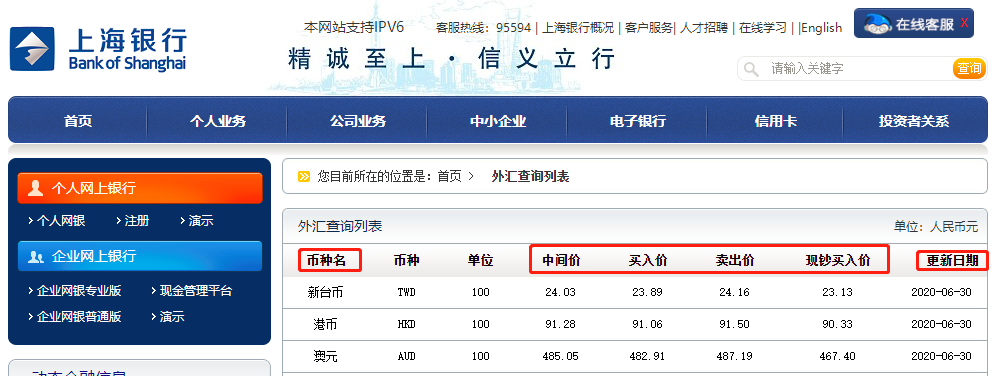 上海银行
Bank of Shanghai
本网站支持IPV6
客服热线：95594 | 上海银行概况 | 客户服务| 人才招聘 | 在线学习 | |English
在线客服 X
精 诚 至 上 · 信 义 立 行
请输入关键字 查询
首页 个人业务 公司业务 中小企业 电子银行 信用卡 投资者关系
个人网上银行
个人网银 注册 演示
企业网上银行
企业网银专业版 现金管理平台
企业网银普通版 演示
动态金融信息
您目前所在的位置是：首页 > 外汇查询列表
外汇查询列表 单位：人民币元
币种名 币种 单位 中间价 买入价 卖出价 现钞买入价 更新日期
新台币 TWD 100 24.03 23.89 24.16 23.13 2020-06-30
港币 HKD 100 91.28 91.06 91.50 90.33 2020-06-30
澳元 AUD 100 485.05 482.91 487.19 467.40 2020-06-30